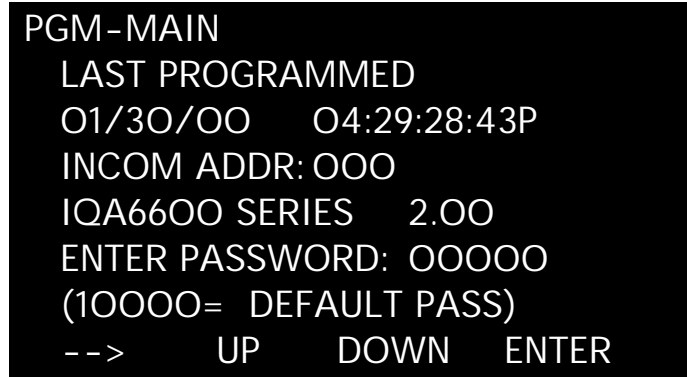 PGM-MAIN
LAST PROGRAMMED
01/30/00 04:29:28:43P
INCOM ADDR: 000
IQA6600 SERIES 2.00
ENTER PASSWORD: 00000
(10000= DEFAULT PASS)
--> UP DOWN ENTER